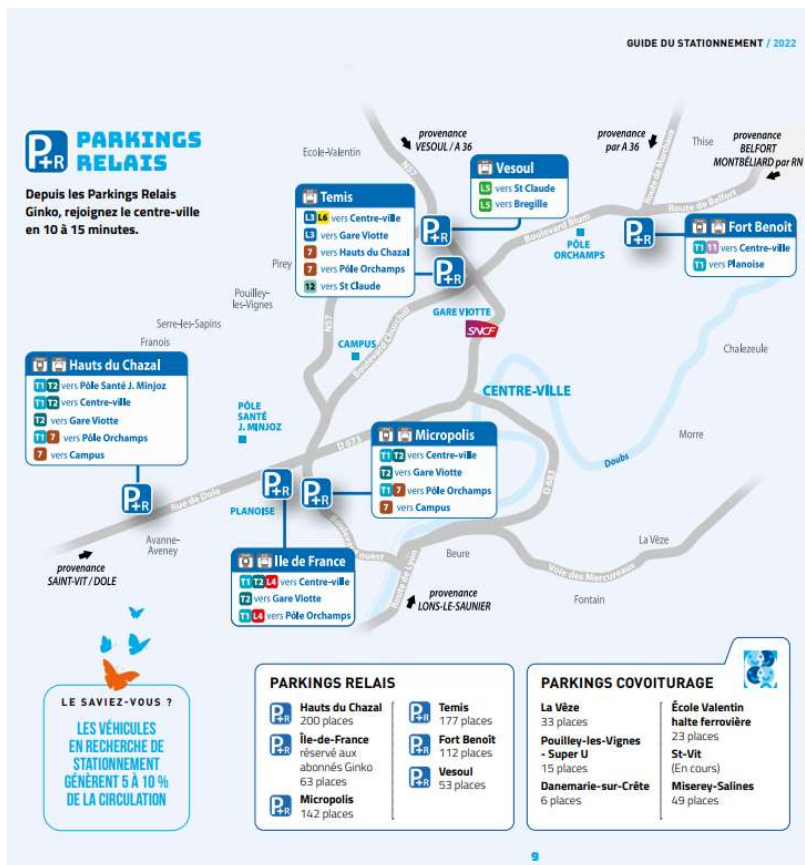 GUIDE DU STATIONNEMENT / 2022
P+R
PARKINGS
RELAIS
Depuis les Parkings Relais
Ginko, rejoignez le centre-ville
en 10 à 15 minutes.
provenance
VESOUL / A 36
provenance
par A 36
provenance
BELFORT
MONTBÉLIARD par RN
Ecole-Valentin
Thise
N57
Route de Marchaux
Route de Belfort
Boulevard Blum
Vesoul
L5 vers St Claude
L5 vers Bregille
Temis
L3 L6 vers Centre-ville
L3 vers Gare Viotte
7 vers Hauts du Chazal
7 vers Pôle Orchamps
12 vers St Claude
P+R
P+R
P+R
PÔLE
ORCHAMPS
Fort Benoit
T1 11 vers Centre-ville
T1 vers Planoise
Pirey
Pouilley-
les-Vignes
Serre-les-Sapins
Franois
N57
Boulevard Churchill
CAMPUS
GARE VIOTTE
SNCF
Chalezeule
Hauts du Chazal
T1 T2 vers Pôle Santé J. Minjoz
T1 T2 vers Centre-ville
T2 vers Gare Viotte
T1 7 vers Pôle Orchamps
7 vers Campus
CENTRE-VILLE
PÔLE
SANTÉ
J. MINJOZ
D 673
Micropolis
T1 T2 vers Centre-ville
T2 vers Gare Viotte
T1 7 vers Pôle Orchamps
7 vers Campus
Morre
Doubs
D 683
P+R
P+R
P+R
Rue de Dole
PLANOISE
Boulevard Ouest
Avanne-
Aveney
provenance
SAINT-VIT / DOLE
Ile de France
T1 T2 L4 vers Centre-ville
T2 vers Gare Viotte
T1 L4 vers Pôle Orchamps
Route de Lyon
Beure
La Vèze
Voie des Mercureaux
Fontain
provenance
LONS-LE-SAUNIER
LE SAVIEZ-VOUS ?
LES VÉHICULES
EN RECHERCHE DE
STATIONNEMENT
GÉNÈRENT 5 À 10 %
DE LA CIRCULATION
PARKINGS RELAIS
P+R
Hauts du Chazal
200 places
P+R
Île-de-France
réservé aux
abonnés Ginko
63 places
P+R
Micropolis
142 places
P+R
Temis
177 places
P+R
Fort Benoît
112 places
P+R
Vesoul
53 places
PARKINGS COVOITURAGE
La Vèze
33 places
Pouilley-les-Vignes
- Super U
15 places
Danemarie-sur-Crête
6 places
École Valentin
halte ferrovière
23 places
St-Vit
(En cours)
Miserey-Salines
49 places
9